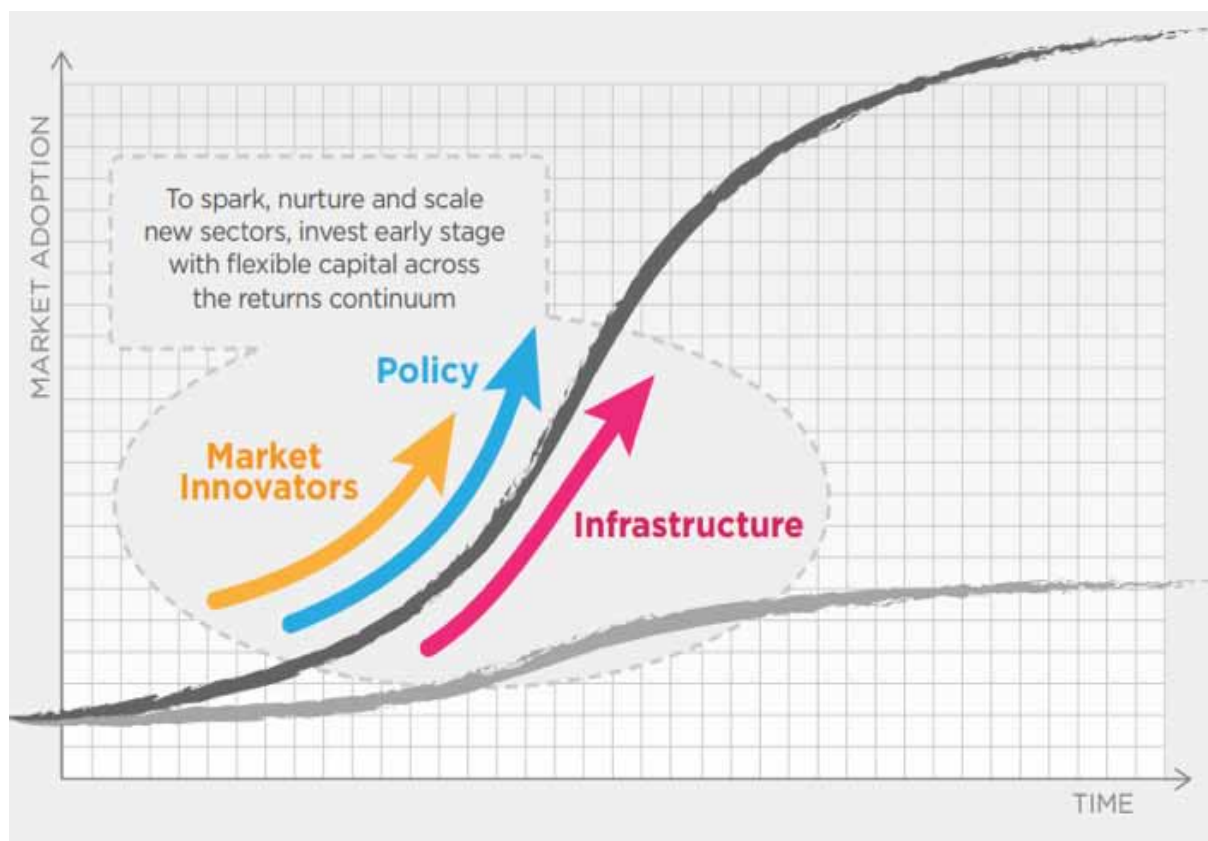 MARKET ADOPTION
To spark, nurture and scale
new sectors, invest early stage
with flexible capital across
the returns continuum
Policy
Market
Innovators
Infrastructure
TIME